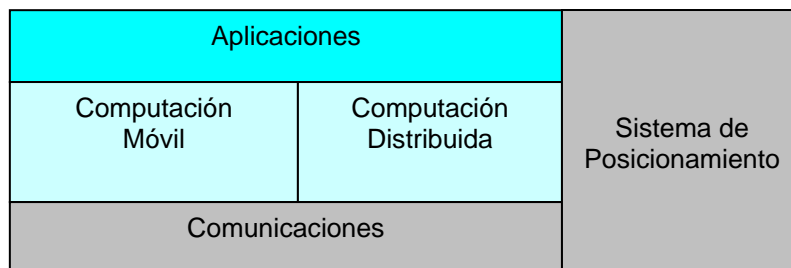 Aplicaciones
Computación
Móvil
Computación
Distribuida
Sistema de
Posicionamiento
Comunicaciones